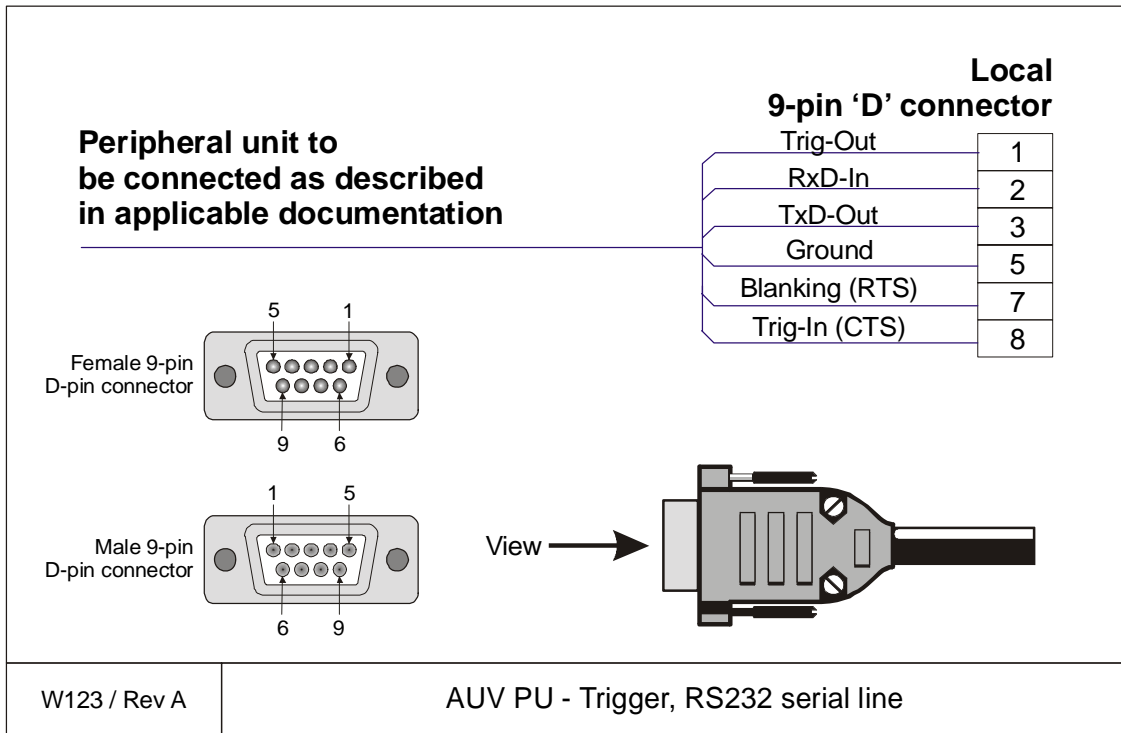 Local
9-pin ‘D’ connector
Peripheral unit to
be connected as described
in applicable documentation
Trig-Out 1
RxD-In 2
TxD-Out 3
Ground 5
Blanking (RTS) 7
Trig-In (CTS) 8
5 1
Female 9-pin
D-pin connector
9 6
1 5
Male 9-pin
D-pin connector
6 9
View
W123 / Rev A
AUV PU - Trigger, RS232 serial line